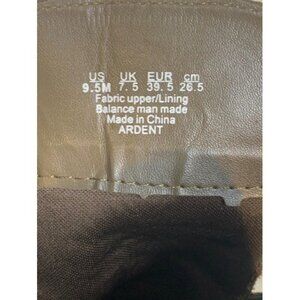 US UK EUR cm
9.5M 7.5 39.5 26.5
Fabric upper/Lining
Balance man made
Made in China
ARDENT